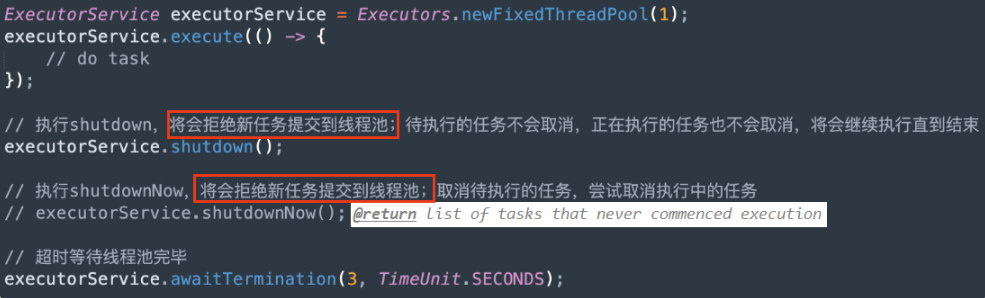 ExecutorService executorService = Executors.newFixedThreadPool(1);
executorService.execute(() -> {
    // do task
});
// 执行shutdown，将会拒绝新任务提交到线程池；待执行的任务不会取消，正在执行的任务也不会取消，将会继续执行直到结束
executorService.shutdown();
// 执行shutdownNow，将会拒绝新任务提交到线程池；取消待执行的任务，尝试取消执行中的任务
// executorService.shutdownNow(); @return list of tasks that never commenced execution
// 超时等待线程池完毕
executorService.awaitTermination(3, TimeUnit.SECONDS);